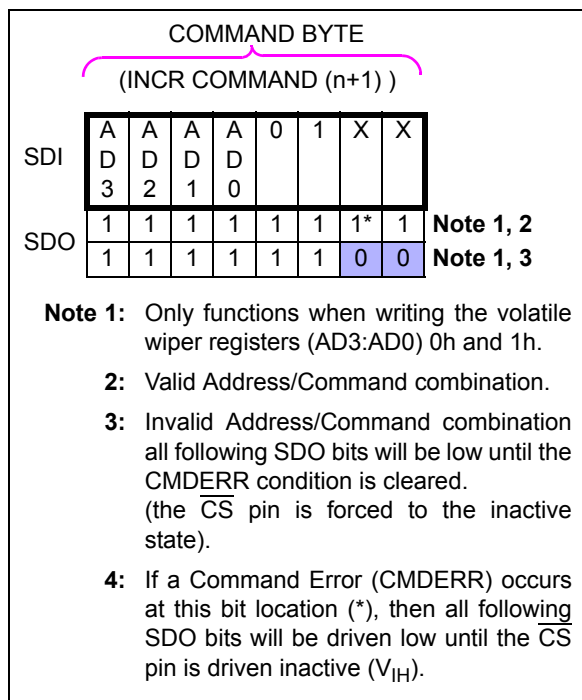 COMMAND BYTE
(INCR COMMAND (n+1) )
SDI
A A A A 0 1 X X
D D D D
3 2 1 0
SDO
1 1 1 1 1 1 1* 1 Note 1, 2
1 1 1 1 1 1 0 0 Note 1, 3
Note 1: Only functions when writing the volatile
wiper registers (AD3:AD0) 0h and 1h.
2: Valid Address/Command combination.
3: Invalid Address/Command combination
all following SDO bits will be low until the
CMDERR condition is cleared.
(the C̅S̅ pin is forced to the inactive
state).
4: If a Command Error (CMDERR) occurs
at this bit location (*), then all following
SDO bits will be driven low until the C̅S̅
pin is driven inactive (VIH).